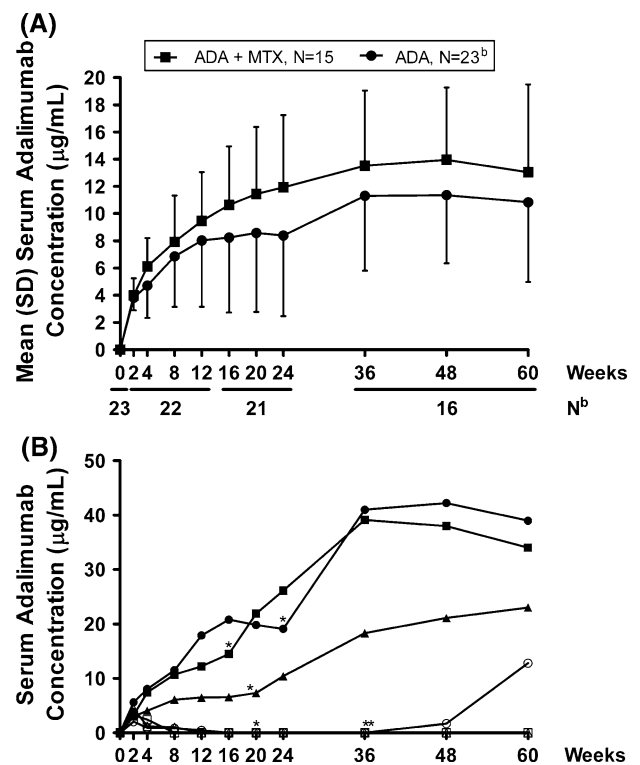 (A)
ADA + MTX, N=15 ADA, N=23b
Mean (SD) Serum Adalimumab
Concentration (µg/mL)
20
18
16
14
12
10
8
6
4
2
0
0 2 4 8 12 16 20 24 36 48 60 Weeks
23 22 21 16 Nb
(B)
Serum Adalimumab
Concentration (µg/mL)
50
40
30
20
10
0
* * * * **
0 2 4 8 12 16 20 24 36 48 60 Weeks